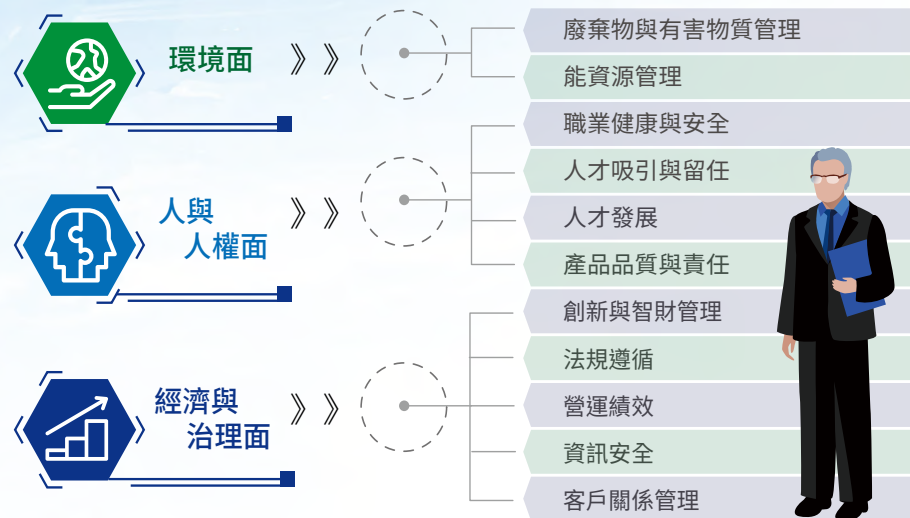 環境面
廢棄物與有害物質管理
能資源管理
人與
人權面
職業健康與安全
人才吸引與留任
人才發展
產品品質與責任
經濟與
治理面
創新與智財管理
法規遵循
營運績效
資訊安全
客戶關係管理